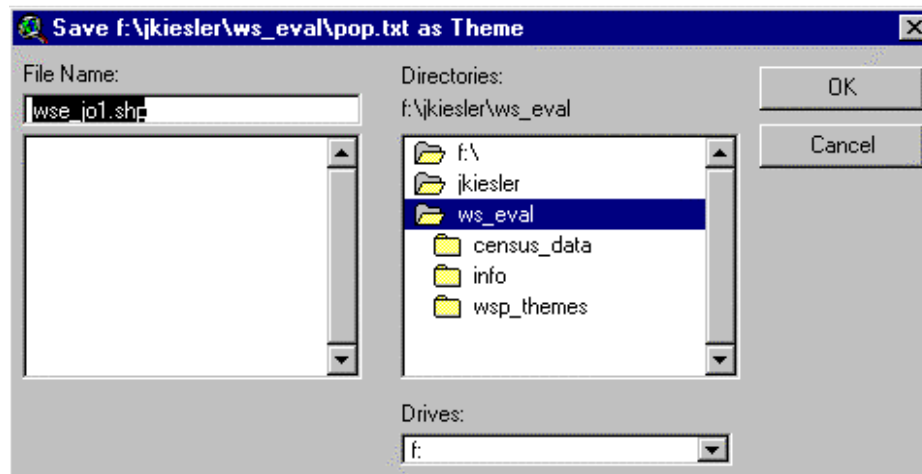 Save f:\jkiesler\ws_eval\pop.txt as Theme
File Name:
wse_jo1.shp
Directories:
f:\jkiesler\ws_eval
f:\
jkiesler
ws_eval
census_data
info
wsp_themes
OK
Cancel
Drives:
f: